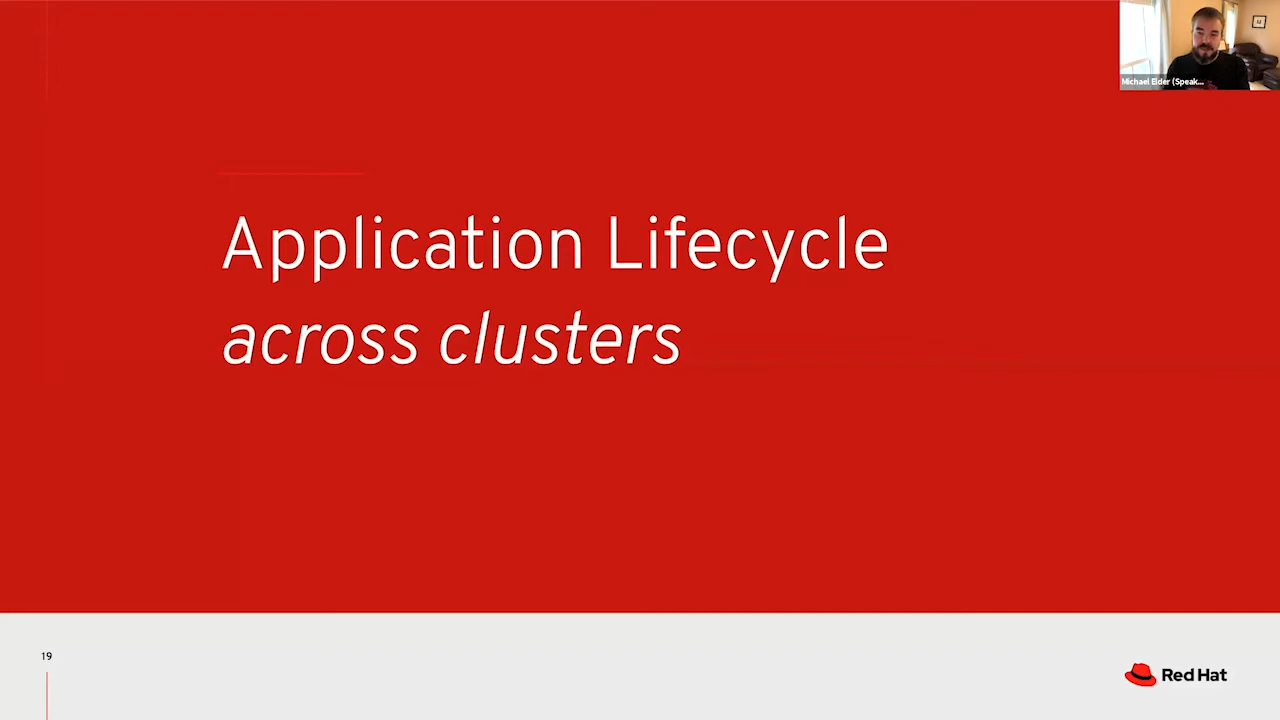 Michael Elder (Speak...
Application Lifecycle
across clusters
19
Red Hat